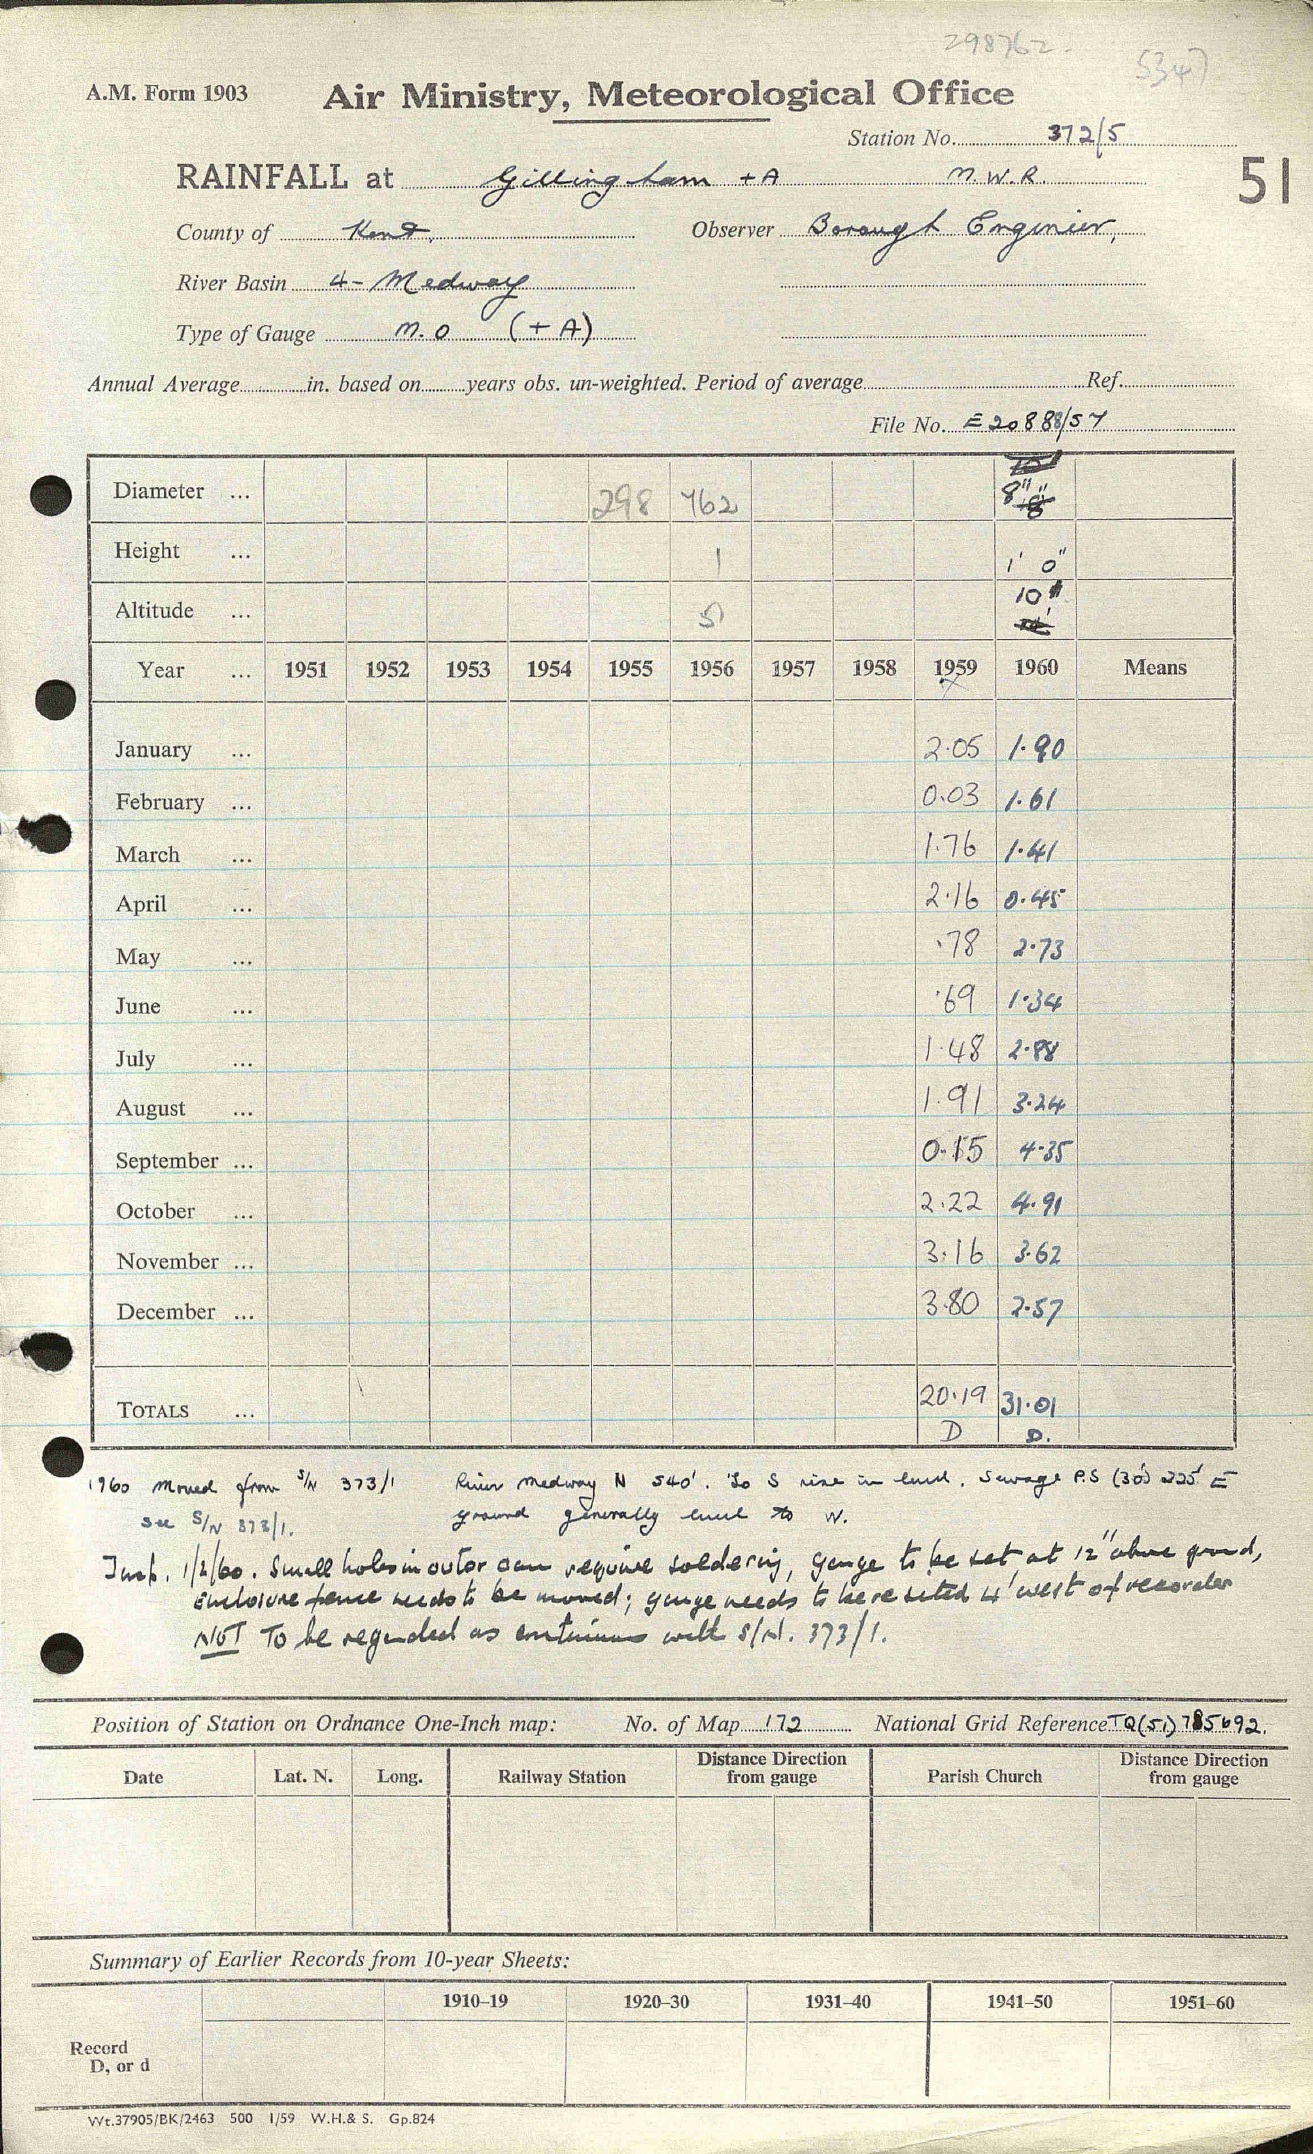 298762.
5347
A.M. Form 1903 Air Ministry, Meteorological Office
Station No. 372/5
RAINFALL at Gillingham +A M.W.R. 51
County of Kent. Observer Borough Engineer,
River Basin 4- Medway
Type of Gauge M.O (+A)
Annual Average in. based on years obs. un-weighted. Period of average Ref.
File No. E20888/57
Diameter ... 298 762 8"
Height ... 1 1' 0"
Altitude ... 51 10
Year ... 1951 1952 1953 1954 1955 1956 1957 1958 1959 1960 Means
January ... 2.05 1.90
February ... 0.03 1.61
March ... 1.76 1.41
April ... 2.16 0.45
May ... .78 2.73
June ... .69 1.34
July ... 1.48 2.88
August ... 1.91 3.24
September ... 0.15 4.35
October ... 2.22 4.91
November ... 3.16 3.62
December ... 3.80 2.57
TOTALS ... 20.19 31.01
D D.
1960 moved from S/N 373/1 River Medway N 540'. To S rise in land. Sewage P.S (30') 225' E
see S/N 373/1. ground generally level to W.
Insp. 1/2/60. Small holes in outer can require soldering, gauge to be set at 12" above ground,
Enclosure fence needs to be moved; gauge needs to be resited 4' west of recorder
NOT To be regarded as continuous with S/N. 373/1.
Position of Station on Ordnance One-Inch map: No. of Map 172 National Grid Reference TQ(51) 785692.
Date Lat. N. Long. Railway Station Distance Direction from gauge Parish Church Distance Direction from gauge
Summary of Earlier Records from 10-year Sheets:
1910–19 1920–30 1931–40 1941–50 1951–60
Record
D, or d
Wt.37905/BK/2463 500 1/59 W.H.& S. Gp.824